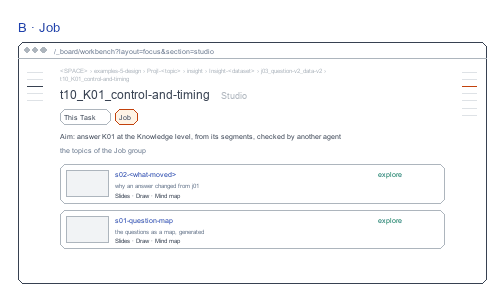 B · Job
/_board/workbench?layout=focus&section=studio
<SPACE> › examples-5-design › Proj-<topic> › insight › Insight-<dataset> › j03_question-v2_data-v2 ›
t10_K01_control-and-timing
t10_K01_control-and-timing Studio
This Task Job
Aim: answer K01 at the Knowledge level, from its segments, checked by another agent
the topics of the Job group
s02-<what-moved> explore
why an answer changed from j01
Slides · Draw · Mind map
s01-question-map explore
the questions as a map, generated
Slides · Draw · Mind map